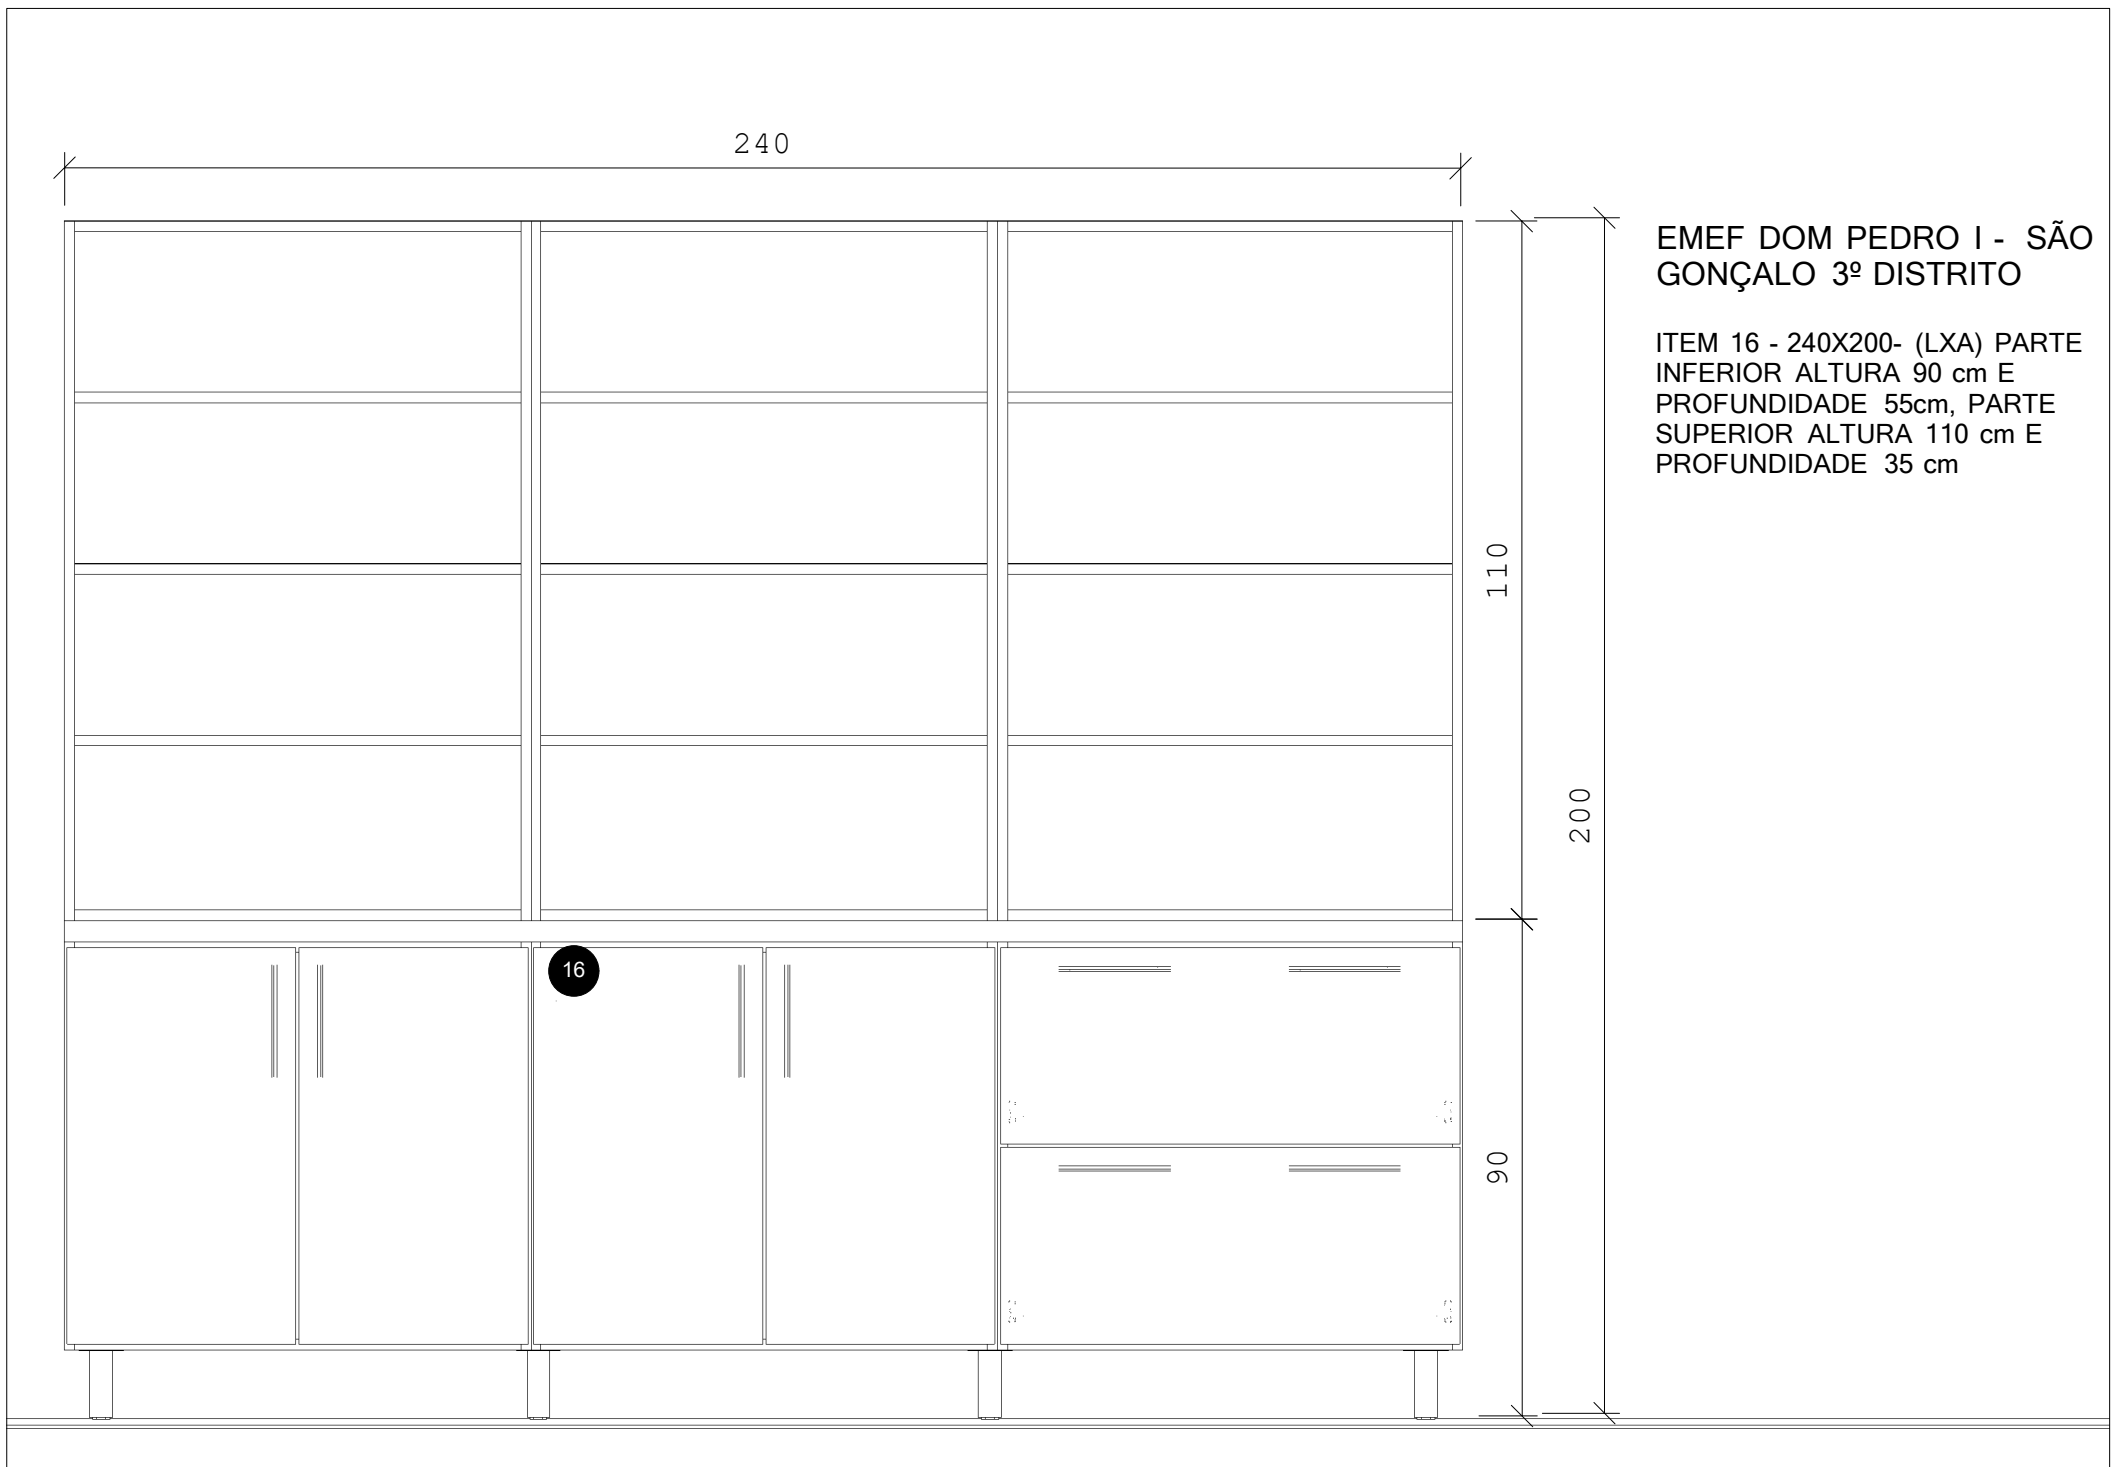 240
EMEF DOM PEDRO I - SÃO
GONÇALO 3º DISTRITO
ITEM 16 - 240X200- (LXA) PARTE
INFERIOR ALTURA 90 cm E
PROFUNDIDADE 55cm, PARTE
SUPERIOR ALTURA 110 cm E
PROFUNDIDADE 35 cm
110
200
16
90